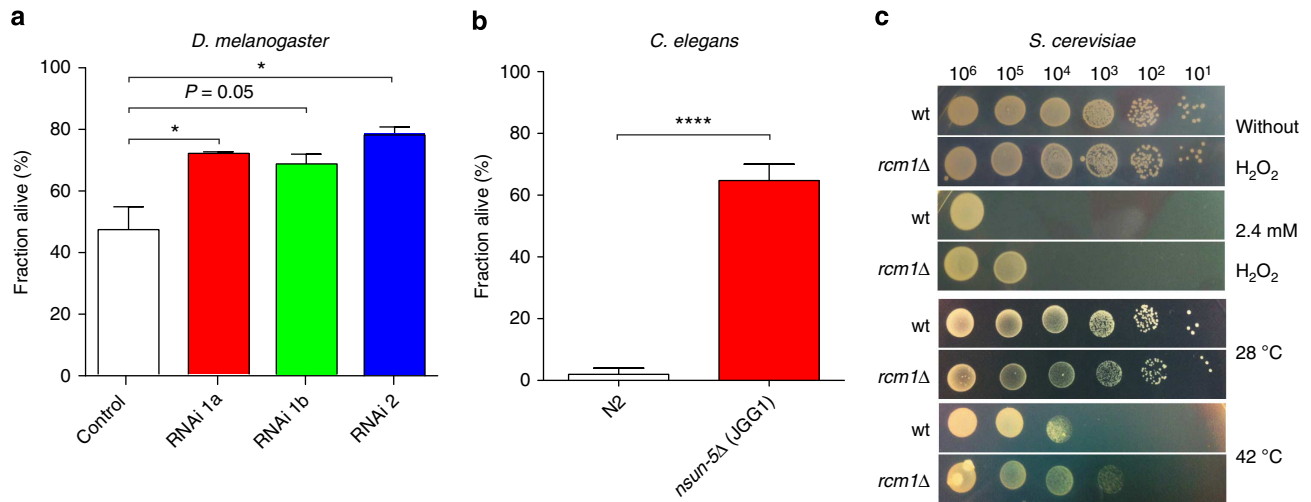 a
D. melanogaster
Fraction alive (%)
100
80
60
40
20
0
*
P = 0.05
*
Control
RNAi 1a
RNAi 1b
RNAi 2
b
C. elegans
Fraction alive (%)
100
80
60
40
20
0
****
N2
nsun-5Δ (JGG1)
c
S. cerevisiae
10⁶ 10⁵ 10⁴ 10³ 10² 10¹
wt
rcm1Δ
Without
H₂O₂
wt
rcm1Δ
2.4 mM
H₂O₂
wt
rcm1Δ
28 °C
wt
rcm1Δ
42 °C